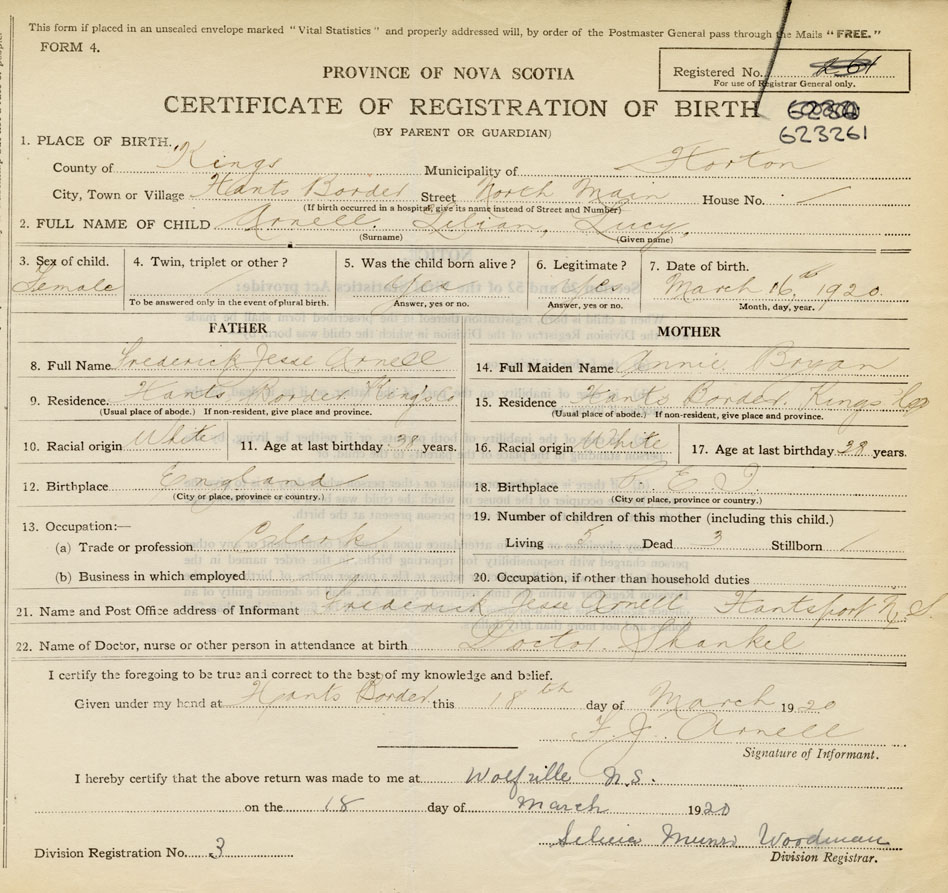 This form if placed in an unsealed envelope marked "Vital Statistics" and properly addressed will, by order of the Postmaster General pass through the Mails "FREE."
FORM 4.
PROVINCE OF NOVA SCOTIA
Registered No.
For use of Registrar General only.
CERTIFICATE OF REGISTRATION OF BIRTH
(BY PARENT OR GUARDIAN)
623261
1. PLACE OF BIRTH.
County of Kings Municipality of Horton
City, Town or Village Hants Border Street North Main House No.
(If birth occurred in a hospital, give its name instead of Street and Number)
2. FULL NAME OF CHILD Arnell, Lilian, Lucy.
(Surname) (Given name)
3. Sex of child. 4. Twin, triplet or other? 5. Was the child born alive? 6. Legitimate? 7. Date of birth.
Female Yes Yes March 16th 1920
To be answered only in the event of plural birth. Answer, yes or no. Answer, yes or no. Month, day, year.
FATHER MOTHER
8. Full Name Frederick Jesse Arnell 14. Full Maiden Name Annie Bryan
9. Residence. Hants Border Kings Co 15. Residence Hants Border. Kings Co
(Usual place of abode.) If non-resident, give place and province. (Usual place of abode.) If non-resident, give place and province.
10. Racial origin White 11. Age at last birthday years. 16. Racial origin White 17. Age at last birthday 38 years.
12. Birthplace England 18. Birthplace P. E. I
(City or place, province or country.) (City or place, province or country.)
13. Occupation:— 19. Number of children of this mother (including this child.)
(a) Trade or profession Clerk Living 5 Dead 3 Stillborn
(b) Business in which employed 20. Occupation, if other than household duties
21. Name and Post Office address of Informant Frederick Jesse Arnell Hantsport N. S
22. Name of Doctor, nurse or other person in attendance at birth Doctor. Shankel
I certify the foregoing to be true and correct to the best of my knowledge and belief.
Given under my hand at Hants Border this 18th day of March 1920
F. J. Arnell
Signature of Informant.
I hereby certify that the above return was made to me at Wolfville N.S.
on the 18 day of March 1920
Munro Woodman
Division Registration No. 3 Division Registrar.